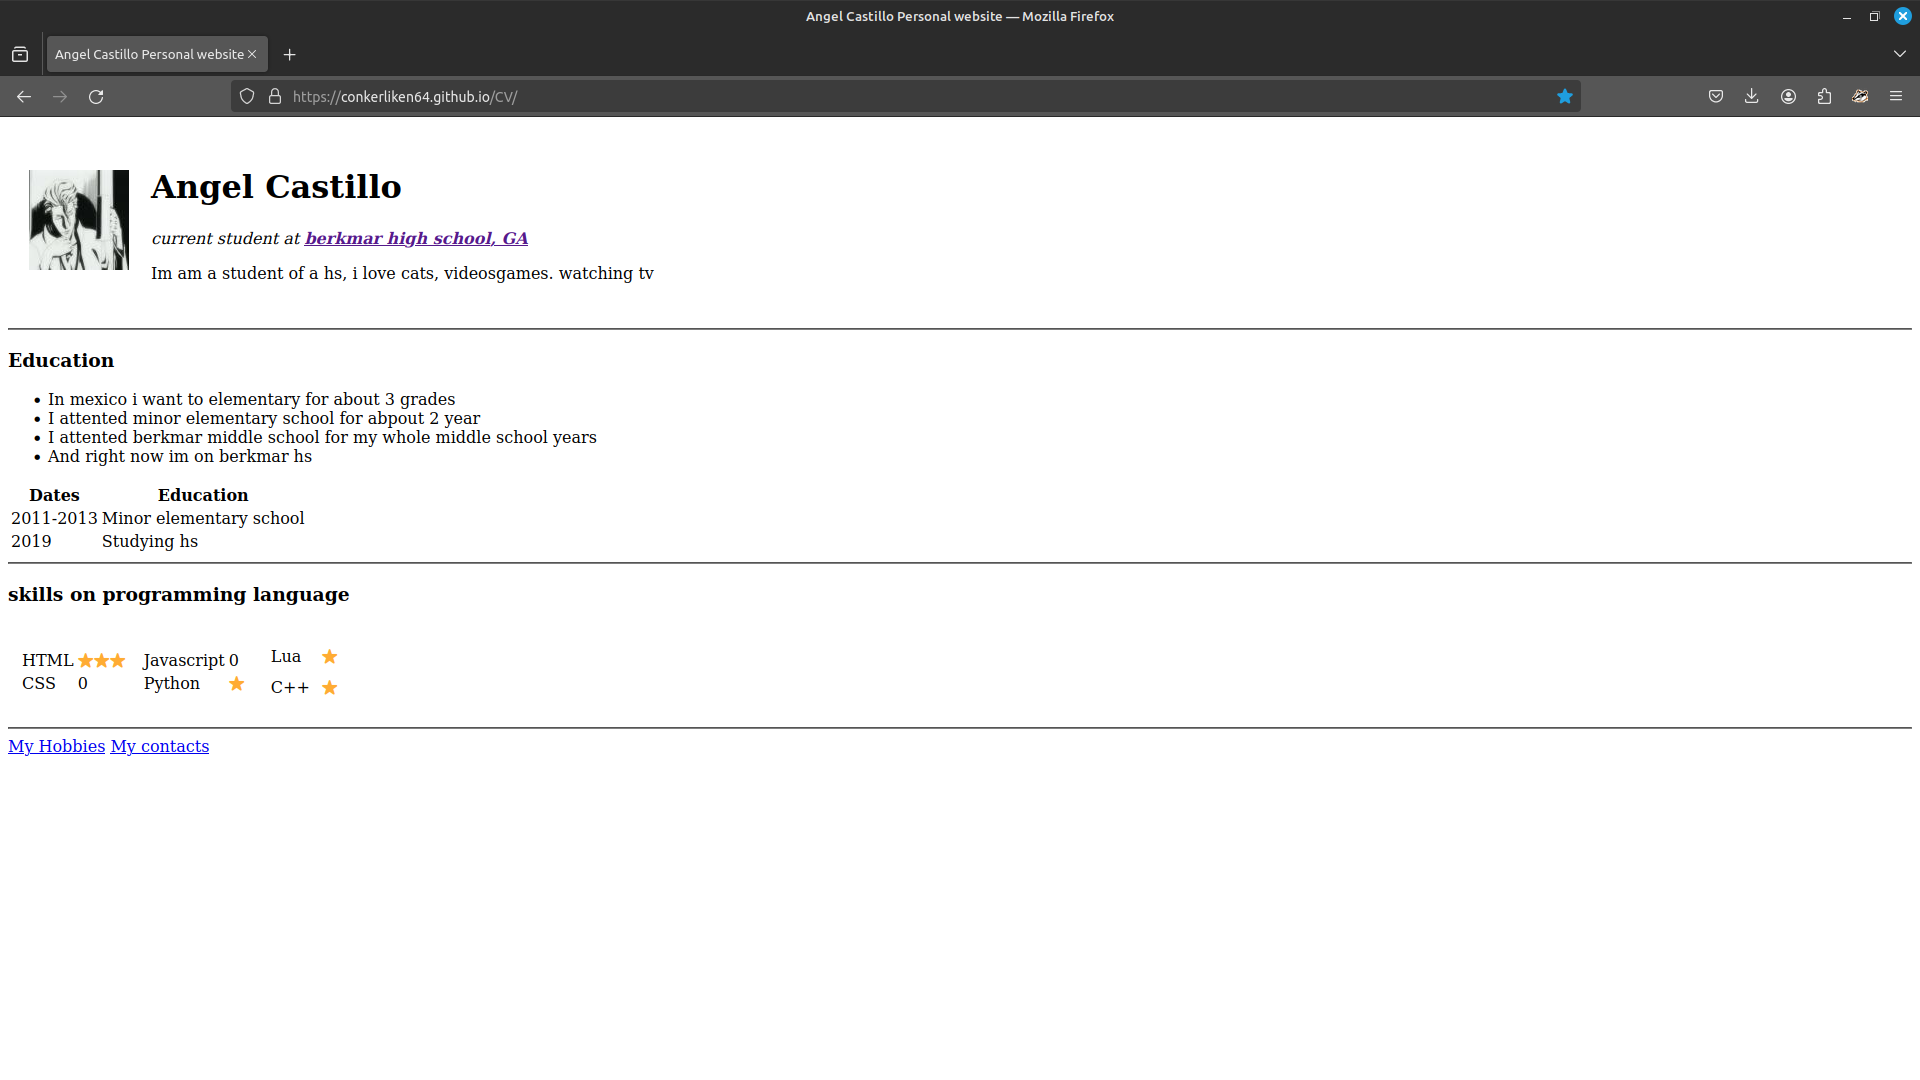 Angel Castillo Personal website — Mozilla Firefox
Angel Castillo Personal website
https://conkerliken64.github.io/CV/
Angel Castillo
current student at berkmar high school, GA
Im am a student of a hs, i love cats, videosgames. watching tv
Education
• In mexico i want to elementary for about 3 grades
• I attented minor elementary school for abpout 2 year
• I attented berkmar middle school for my whole middle school years
• And right now im on berkmar hs
Dates Education
2011-2013 Minor elementary school
2019 Studying hs
skills on programming language
HTML ⭐⭐⭐ Javascript 0 Lua ⭐
CSS 0 Python ⭐ C++ ⭐
My Hobbies My contacts